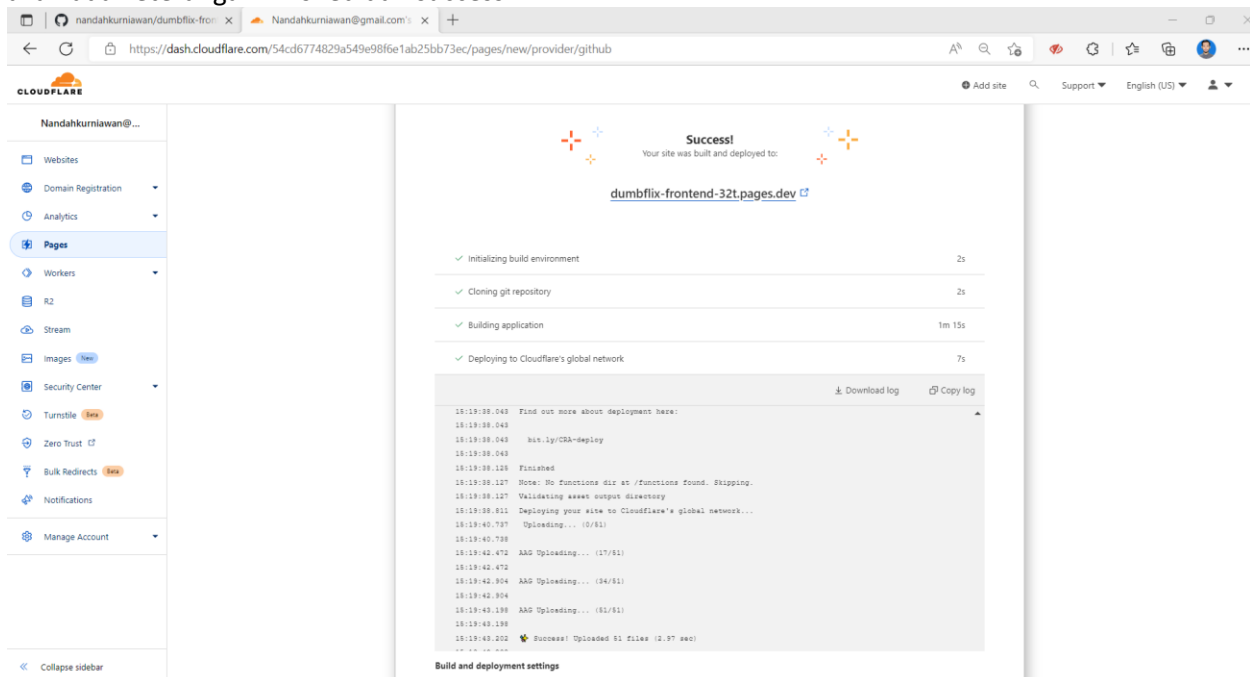 nandahkurniawan/dumbflix-fron
Nandahkurniawan@gmail.com's
https://dash.cloudflare.com/54cd6774829a549e98f6e1ab25bb73ec/pages/new/provider/github
CLOUDFLARE
Add site
Support
English (US)
Nandahkurniawan@...
Websites
Domain Registration
Analytics
Pages
Workers
R2
Stream
Images New
Security Center
Turnstile Beta
Zero Trust
Bulk Redirects Beta
Notifications
Manage Account
Collapse sidebar
Success!
Your site was built and deployed to:
dumbflix-frontend-32t.pages.dev
Initializing build environment 2s
Cloning git repository 2s
Building application 1m 15s
Deploying to Cloudflare's global network 7s
Download log Copy log
15:19:38.043 Find out more about deployment here:
15:19:38.043
15:19:38.043 bit.ly/CRA-deploy
15:19:38.043
15:19:38.125 Finished
15:19:38.127 Note: No functions dir at /functions found. Skipping.
15:19:38.127 Validating asset output directory
15:19:38.811 Deploying your site to Cloudflare's global network...
15:19:40.737 Uploading... (0/51)
15:19:40.738
15:19:42.472 Uploading... (17/51)
15:19:42.472
15:19:42.904 Uploading... (34/51)
15:19:42.904
15:19:43.198 Uploading... (51/51)
15:19:43.198
15:19:43.202 Success! Uploaded 51 files (2.97 sec)
Build and deployment settings